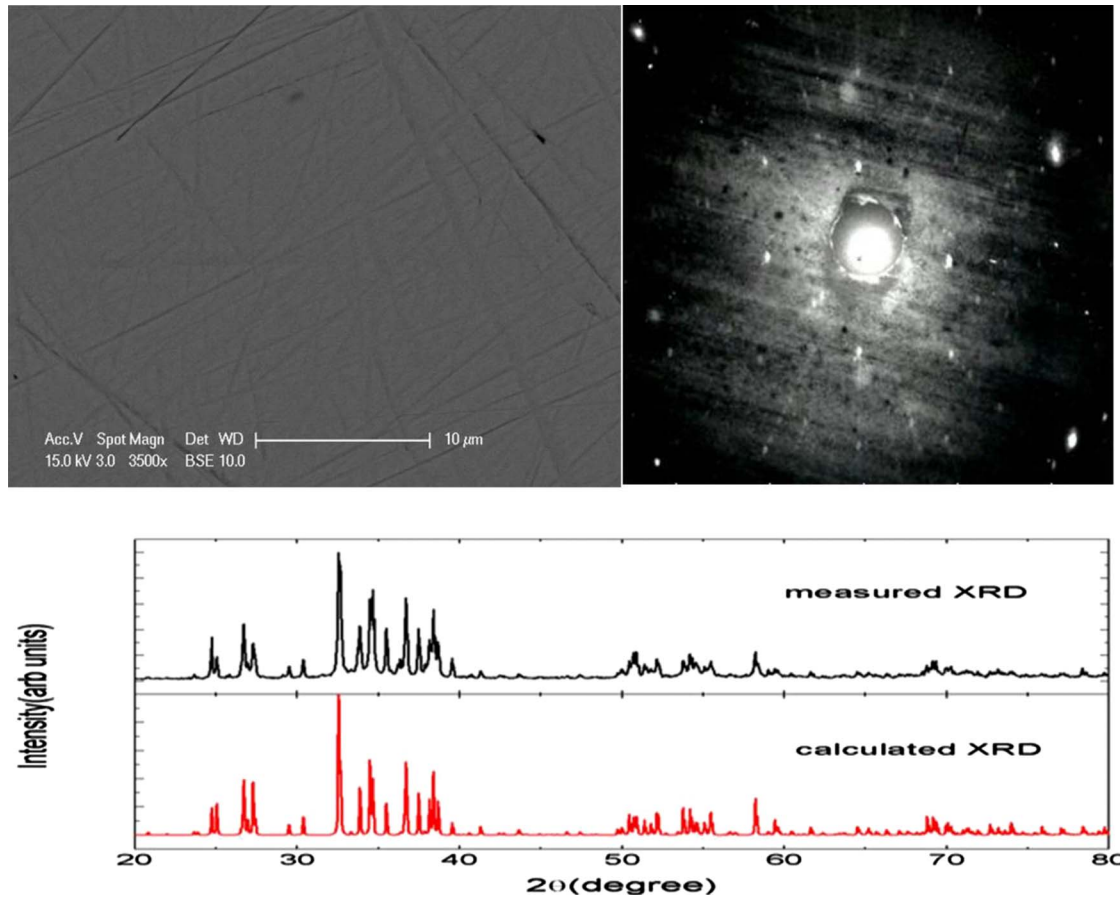 Acc.V Spot Magn Det WD 10 μm
15.0 kV 3.0 3500x BSE 10.0
measured XRD
calculated XRD
Intensity(arb units)
20 30 40 50 60 70 80
2θ(degree)